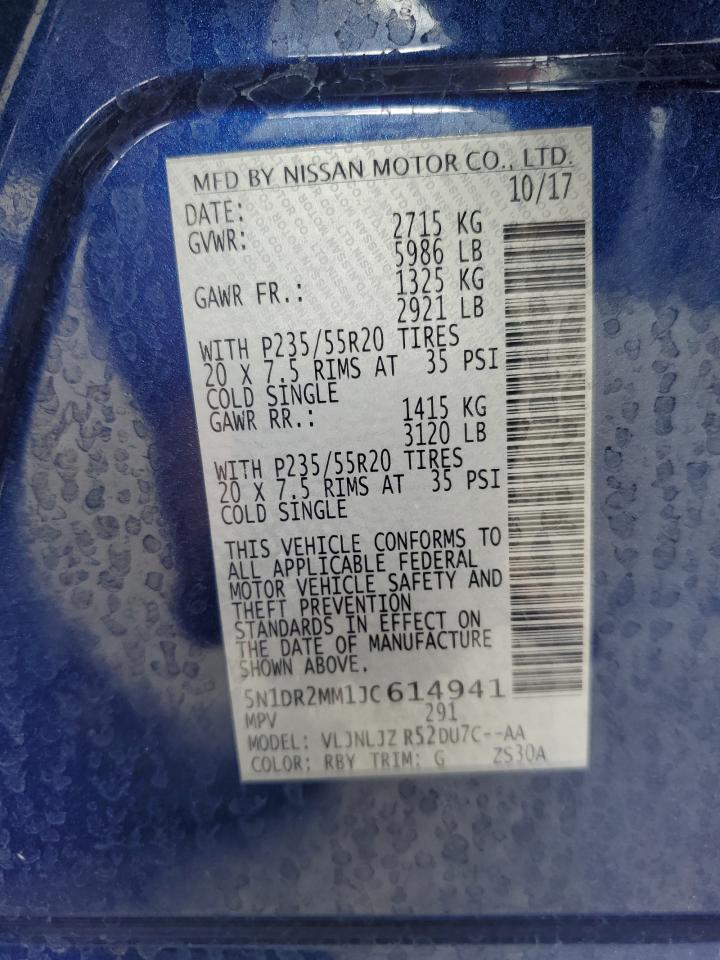 MFD BY NISSAN MOTOR CO., LTD.
DATE: 10/17
GVWR: 2715 KG
5986 LB
GAWR FR.: 1325 KG
2921 LB
WITH P235/55R20 TIRES
20 X 7.5 RIMS AT 35 PSI
COLD SINGLE
GAWR RR.: 1415 KG
3120 LB
WITH P235/55R20 TIRES
20 X 7.5 RIMS AT 35 PSI
COLD SINGLE
THIS VEHICLE CONFORMS TO
ALL APPLICABLE FEDERAL
MOTOR VEHICLE SAFETY AND
THEFT PREVENTION
STANDARDS IN EFFECT ON
THE DATE OF MANUFACTURE
SHOWN ABOVE.
5N1DR2MM1JC614941
MPV 291
MODEL: VLJNLJZ R52DU7C--AA
COLOR: RBY TRIM: G ZS30A